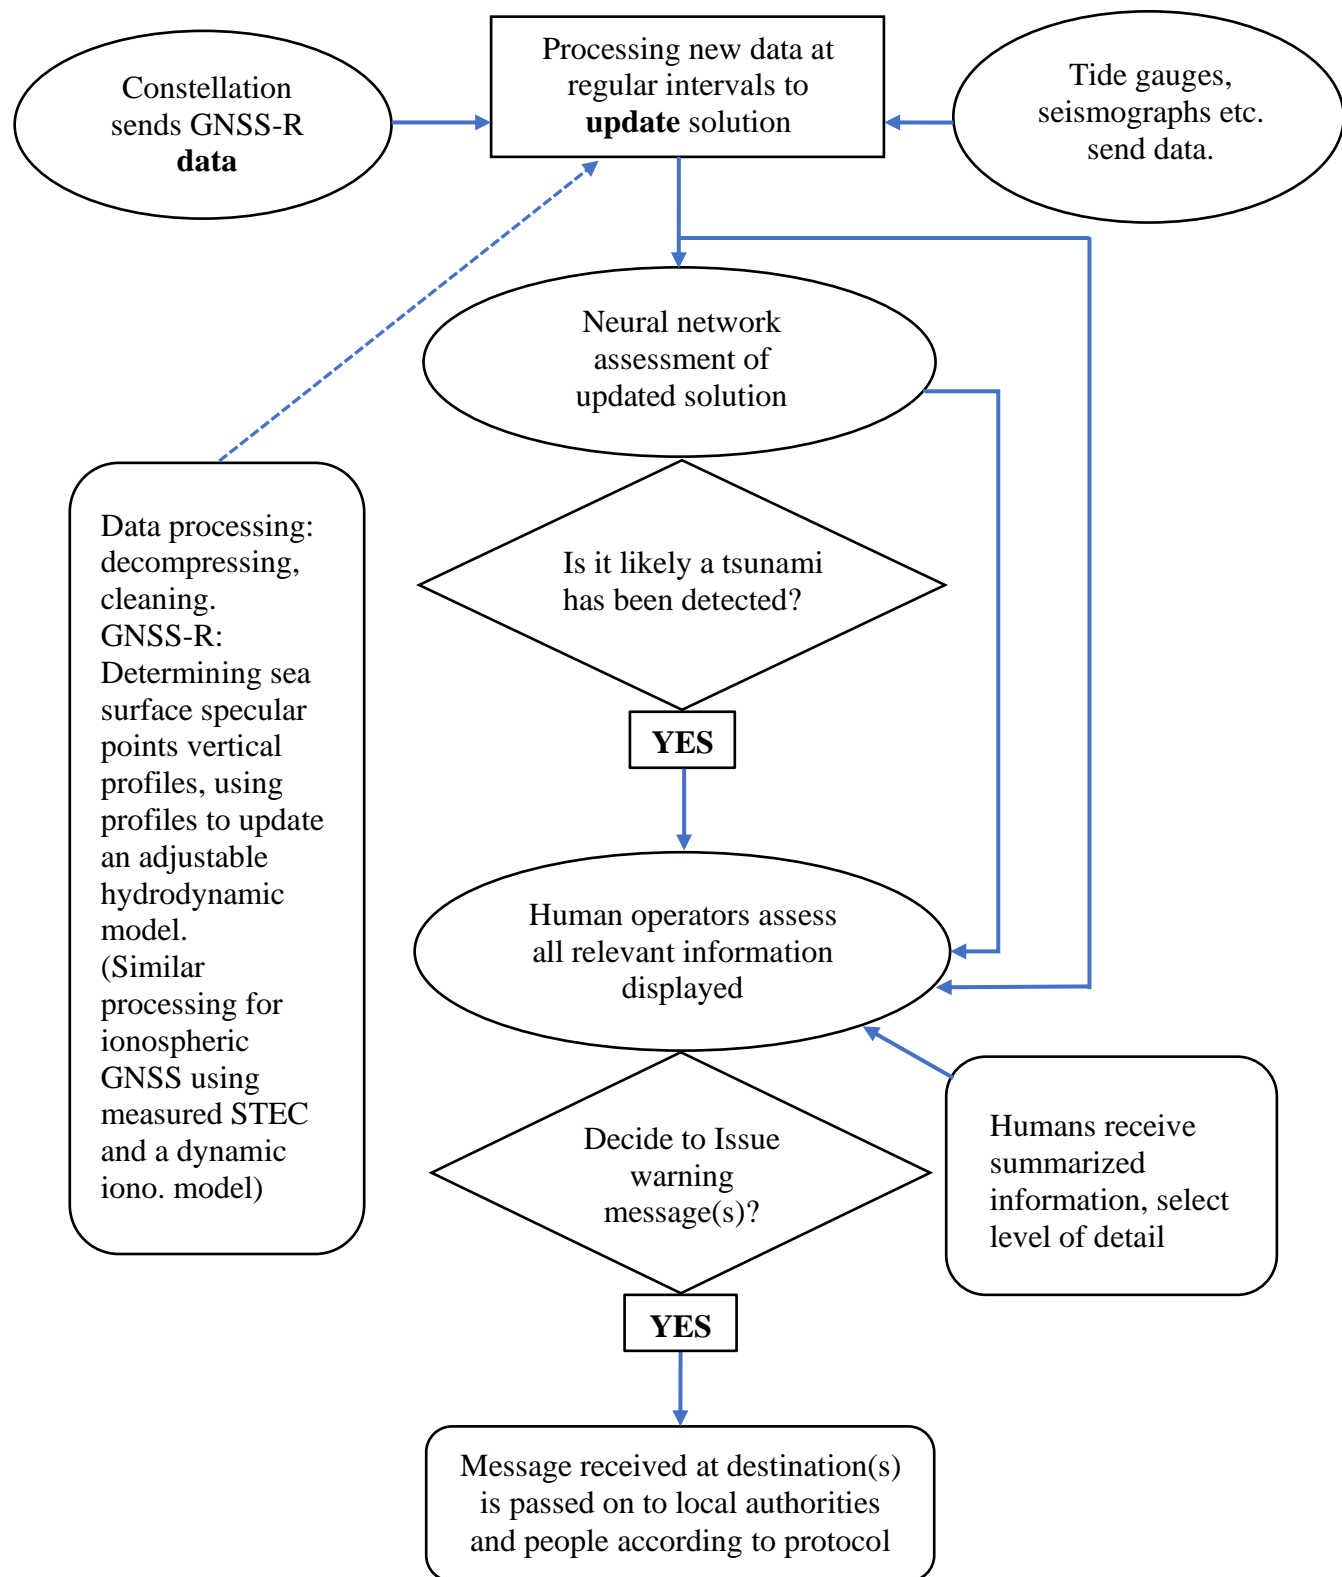 Constellation
sends GNSS-R
data
Processing new data at
regular intervals to
update solution
Tide gauges,
seismographs etc.
send data.
Neural network
assessment of
updated solution
Data processing:
decompressing,
cleaning.
GNSS-R:
Determining sea
surface specular
points vertical
profiles, using
profiles to update
an adjustable
hydrodynamic
model.
(Similar
processing for
ionospheric
GNSS using
measured STEC
and a dynamic
iono. model)
Is it likely a tsunami
has been detected?
YES
Human operators assess
all relevant information
displayed
Decide to Issue
warning
message(s)?
Humans receive
summarized
information, select
level of detail
YES
Message received at destination(s)
is passed on to local authorities
and people according to protocol